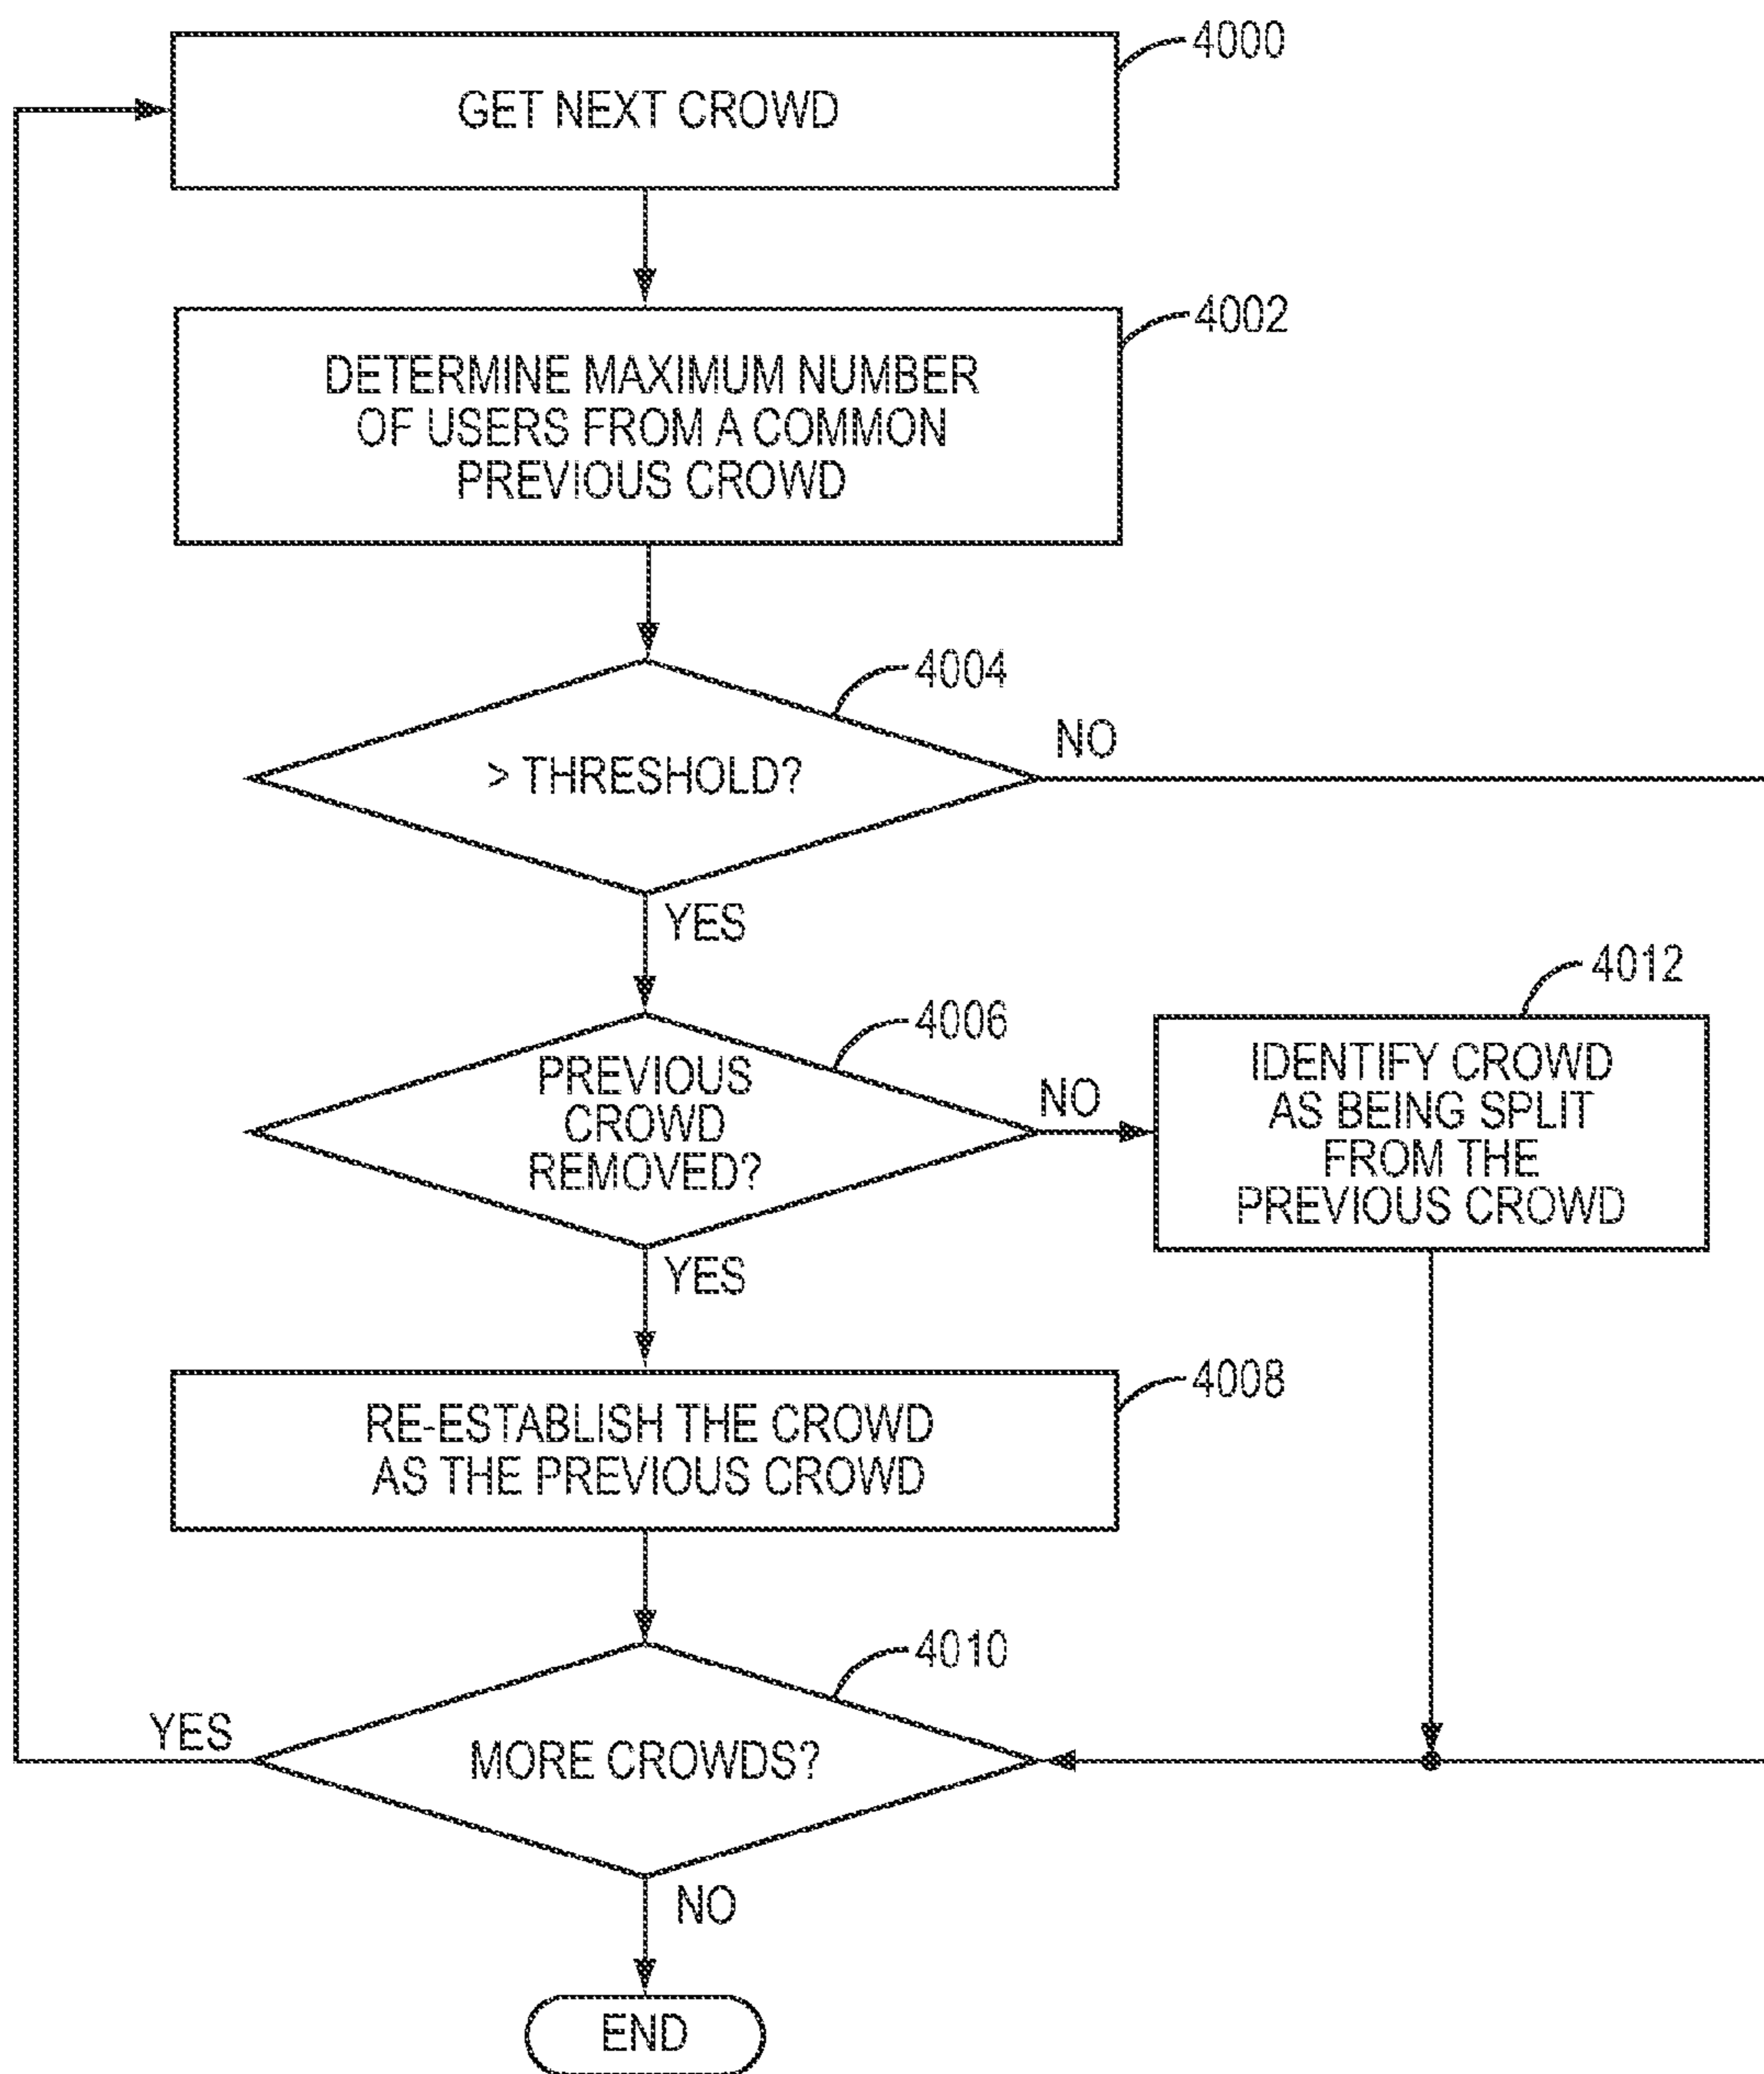 4000
GET NEXT CROWD
4002
DETERMINE MAXIMUM NUMBER
OF USERS FROM A COMMON
PREVIOUS CROWD
4004
> THRESHOLD?
NO
YES
4006
PREVIOUS
CROWD
REMOVED?
NO
4012
IDENTIFY CROWD
AS BEING SPLIT
FROM THE
PREVIOUS CROWD
YES
4008
RE-ESTABLISH THE CROWD
AS THE PREVIOUS CROWD
4010
MORE CROWDS?
YES
NO
END